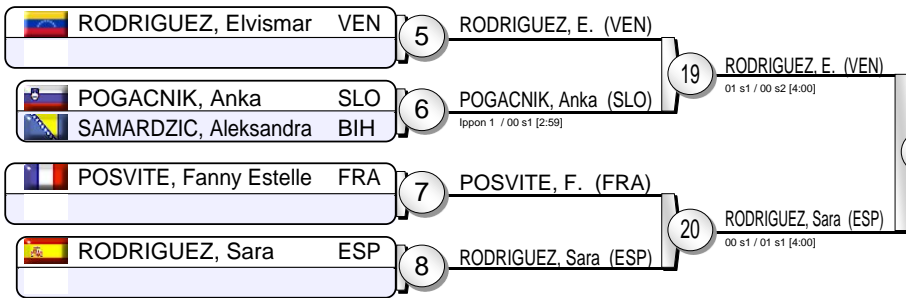 RODRIGUEZ, Elvismar VEN
5
RODRIGUEZ, E. (VEN)
19
RODRIGUEZ, E. (VEN)
01 s1 / 00 s2 [4:00]
POGACNIK, Anka SLO
SAMARDZIC, Aleksandra BIH
6
POGACNIK, Anka (SLO)
Ippon 1 / 00 s1 [2:59]
POSVITE, Fanny Estelle FRA
7
POSVITE, F. (FRA)
20
RODRIGUEZ, Sara (ESP)
00 s1 / 01 s1 [4:00]
RODRIGUEZ, Sara ESP
8
RODRIGUEZ, Sara (ESP)